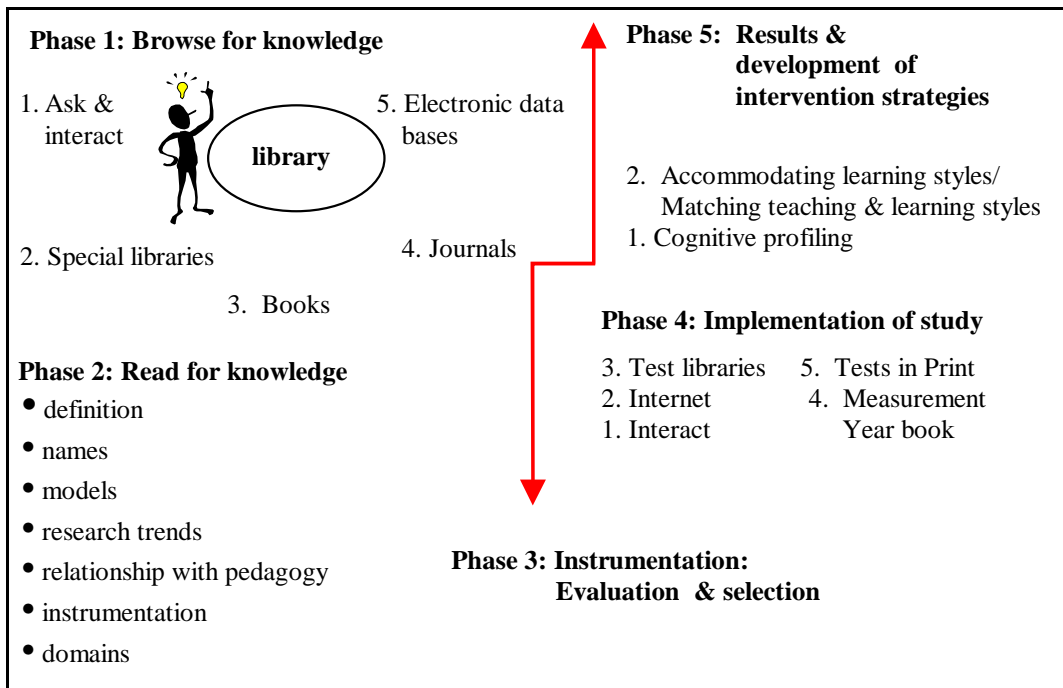 Phase 1: Browse for knowledge
1. Ask &
interact
library
5. Electronic data
bases
2. Special libraries
4. Journals
3. Books
Phase 2: Read for knowledge
• definition
• names
• models
• research trends
• relationship with pedagogy
• instrumentation
• domains
Phase 3: Instrumentation:
Evaluation & selection
Phase 4: Implementation of study
3. Test libraries
2. Internet
1. Interact
5. Tests in Print
4. Measurement
Year book
Phase 5: Results &
development of
intervention strategies
2. Accommodating learning styles/
Matching teaching & learning styles
1. Cognitive profiling